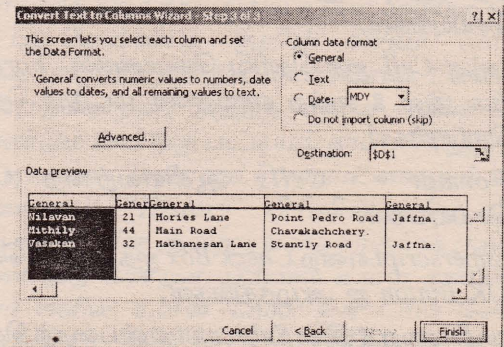 Convert Text to Columns Wizard - Step 3 of 3
This screen lets you select each column and set
the Data Format.
'General' converts numeric values to numbers, date
values to dates, and all remaining values to text.
Advanced...
Column data format
General
Text
Date: MDY
Do not import column (skip)
Destination: $D$1
Data preview
General General General General General
Nilavan 21 Mories Lane Point Pedro Road Jaffna.
Mithily 44 Main Road Chavakachchery.
Vasakan 32 Mathanesan Lane Stantly Road Jaffna.
Cancel < Back Next > Finish